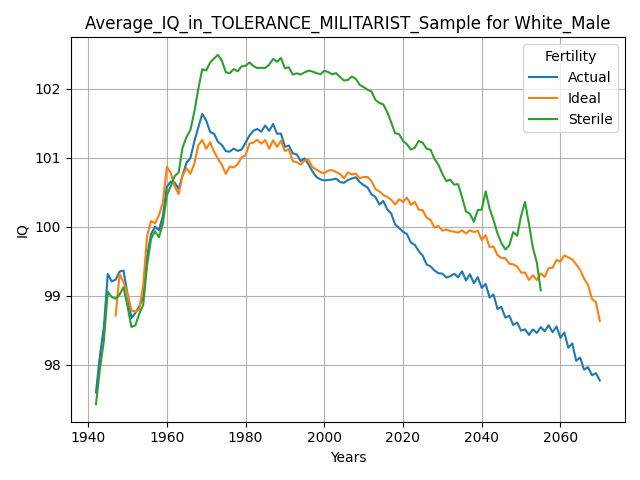 Average_IQ_in_TOLERANCE_MILITARIST_Sample for White_Male
Fertility
Actual
Ideal
Sterile
102
101
100
99
98
IQ
1940 1960 1980 2000 2020 2040 2060
Years